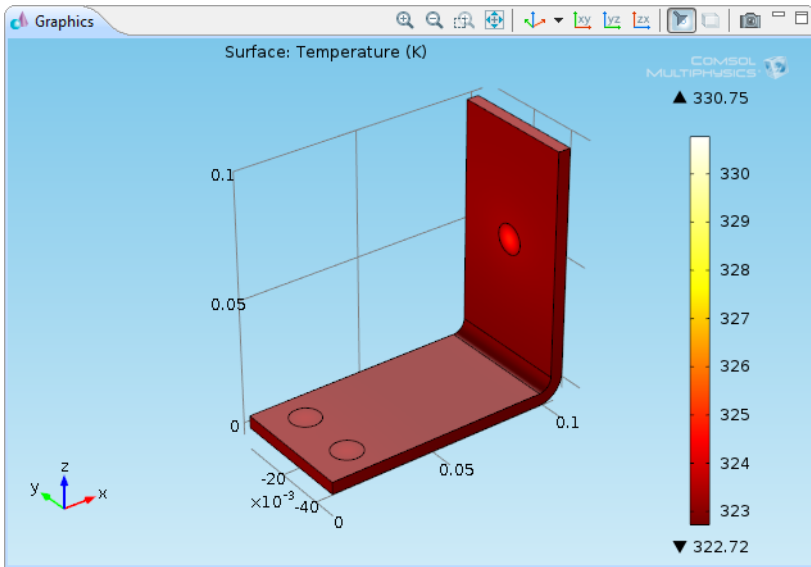 Graphics
xy yz zx
Surface: Temperature (K)
COMSOL
MULTIPHYSICS
▲ 330.75
330
329
328
327
326
325
324
323
▼ 322.72
0.1
0.05
0
-20
×10⁻³ -40
0
0.05
0.1
z
y
x